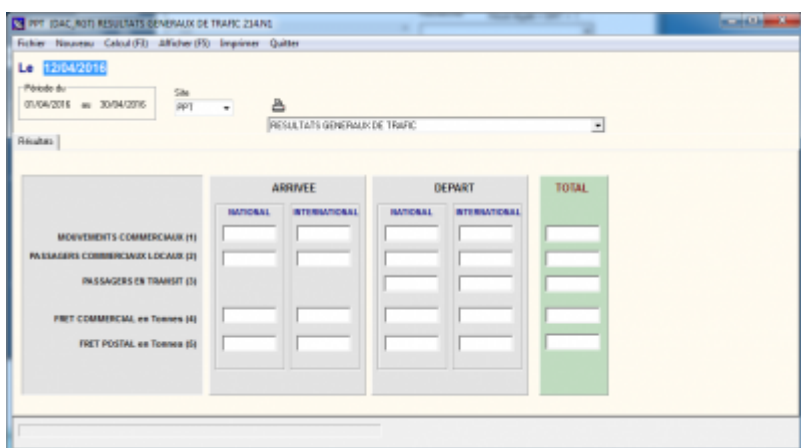 PPT (DAC_RGT) RESULTATS GENERAUX DE TRAFIC 214.N1
Fichier Nouveau Calcul (F3) Afficher (F5) Imprimer Quitter
Le 12/04/2016
Période du
01/04/2016 au 30/04/2016
Site
PPT
RESULTATS GENERAUX DE TRAFIC
Résultats
ARRIVEE DEPART TOTAL
NATIONAL INTERNATIONAL NATIONAL INTERNATIONAL
MOUVEMENTS COMMERCIAUX (1)
PASSAGERS COMMERCIAUX LOCAUX (2)
PASSAGERS EN TRANSIT (3)
FRET COMMERCIAL en Tonnes (4)
FRET POSTAL en Tonnes (5)